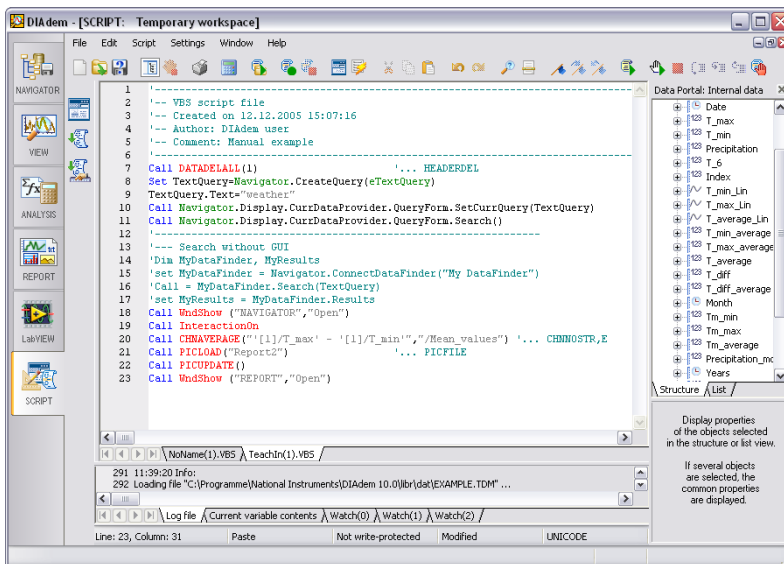 DIAdem - [SCRIPT:   Temporary workspace]
File Edit Script Settings Window Help
NAVIGATOR
VIEW
ANALYSIS
REPORT
LabVIEW
SCRIPT
1 '-------------------------------------------------------------------------------
2 '-- VBS script file
3 '-- Created on 12.12.2005 15:07:16
4 '-- Author: DIAdem user
5 '-- Comment: Manual example
6 '-------------------------------------------------------------------------------
7 Call DATADELALL(1)                    '... HEADERDEL
8 Set TextQuery=Navigator.CreateQuery(eTextQuery)
9 TextQuery.Text="weather"
10 Call Navigator.Display.CurrDataProvider.QueryForm.SetCurrQuery(TextQuery)
11 Call Navigator.Display.CurrDataProvider.QueryForm.Search()
12 '-------------------------------------------------------------
13 '--- Search without GUI
14 'Dim MyDataFinder, MyResults
15 'set MyDataFinder = Navigator.ConnectDataFinder("My DataFinder")
16 'Call = MyDataFinder.Search(TextQuery)
17 'set MyResults = MyDataFinder.Results
18 Call WndShow ("NAVIGATOR","Open")
19 Call InteractionOn
20 Call CHNAVERAGE("'[1]/T_max' - '[1]/T_min'","/Mean_values") '... CHNNOSTR,E
21 Call PICLOAD("Report2")               '... PICFILE
22 Call PICUPDATE()
23 Call WndShow ("REPORT","Open")
NoName(1).VBS TeachIn(1).VBS
291 11:39:20 Info:
292 Loading file "C:\Programme\National Instruments\DIAdem 10.0\libr\dat\EXAMPLE.TDM" ...
Log file Current variable contents Watch(0) Watch(1) Watch(2)
Line: 23, Column: 31 Paste Not write-protected Modified UNICODE
Data Portal: Internal data
Date
T_max
T_min
Precipitation
T_6
Index
T_min_Lin
T_max_Lin
T_average_Lin
T_min_average
T_max_average
T_average
T_diff
T_diff_average
Month
Tm_min
Tm_max
Tm_average
Precipitation_mo
Years
Structure List
Display properties
of the objects selected
in the structure or list view.
If several objects
are selected, the
common properties
are displayed.